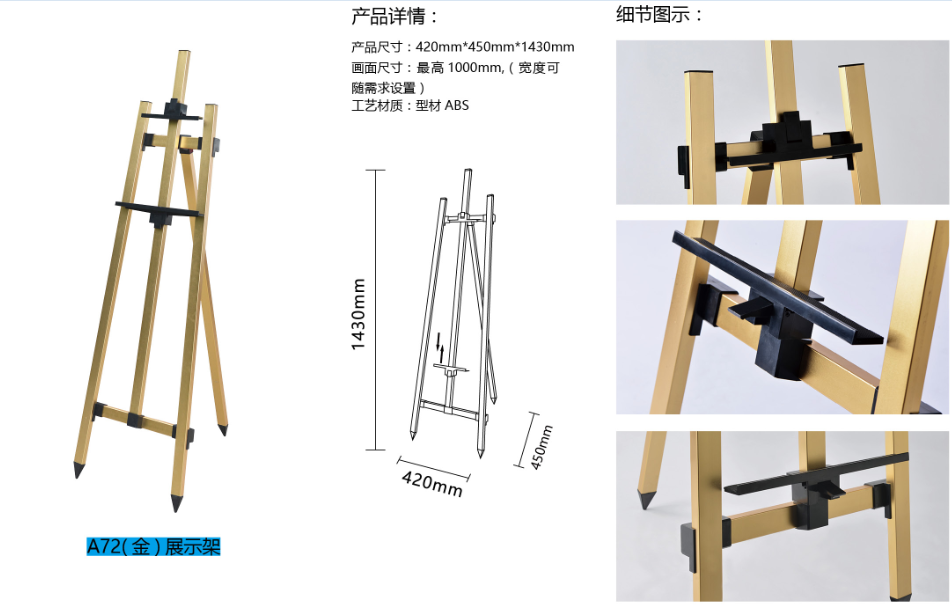 产品详情：
产品尺寸：420mm*450mm*1430mm
画面尺寸：最高 1000mm,（ 宽度可
随需求设置 ）
工艺材质：型材 ABS
细节图示：
1430mm
420mm
450mm
A72( 金 ) 展示架